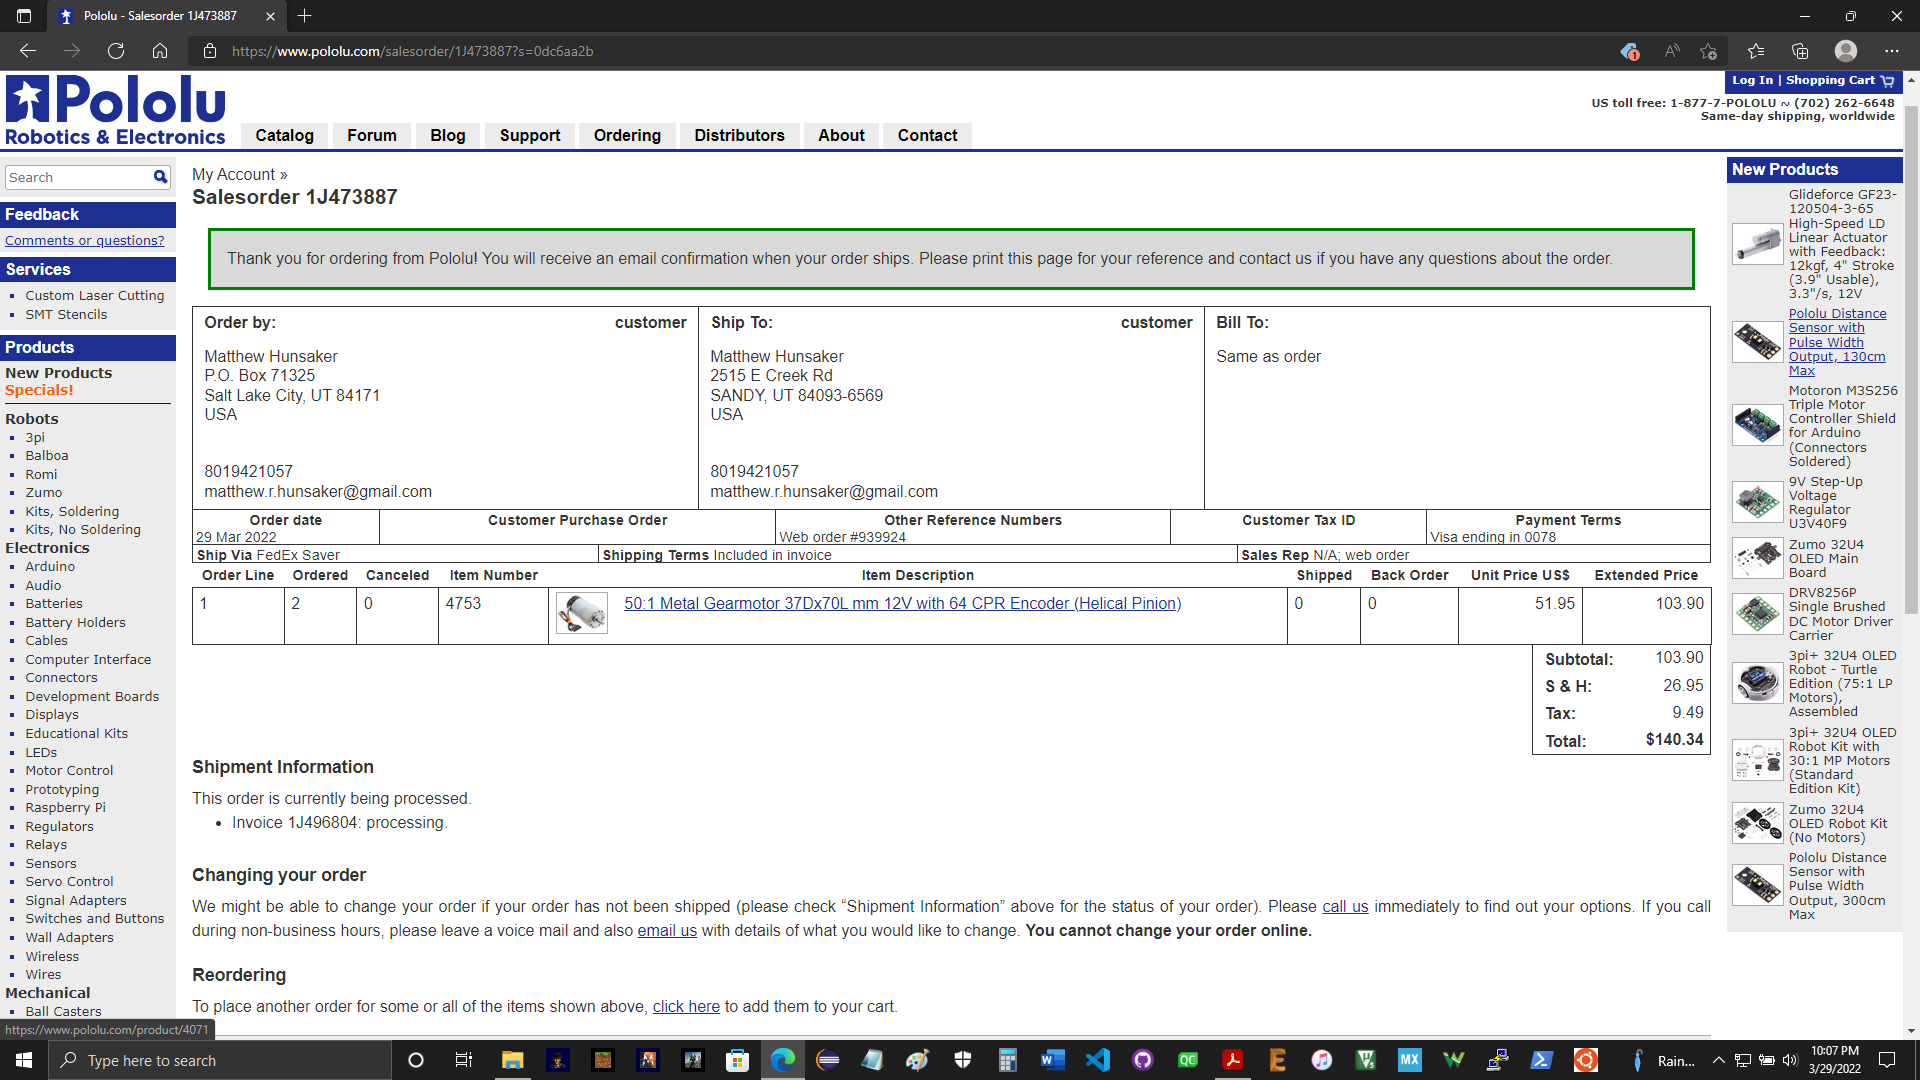 Pololu - Salesorder 1J473887
https://www.pololu.com/salesorder/1J473887?s=0dc6aa2b
1
Log In | Shopping Cart
US toll free: 1-877-7-POLOLU ~ (702) 262-6648
Same-day shipping, worldwide
Pololu
Robotics & Electronics
Catalog
Forum
Blog
Support
Ordering
Distributors
About
Contact
Search
Feedback
Comments or questions?
Services
Custom Laser Cutting
SMT Stencils
Products
New Products
Specials!
Robots
3pi
Balboa
Romi
Zumo
Kits, Soldering
Kits, No Soldering
Electronics
Arduino
Audio
Batteries
Battery Holders
Cables
Computer Interface
Connectors
Development Boards
Displays
Educational Kits
LEDs
Motor Control
Prototyping
Raspberry Pi
Regulators
Relays
Sensors
Servo Control
Signal Adapters
Switches and Buttons
Wall Adapters
Wireless
Wires
Mechanical
Ball Casters
https://www.pololu.com/product/4071
My Account »
Salesorder 1J473887
Thank you for ordering from Pololu! You will receive an email confirmation when your order ships. Please print this page for your reference and contact us if you have any questions about the order.
Order by: customer
Matthew Hunsaker
P.O. Box 71325
Salt Lake City, UT 84171
USA
8019421057
matthew.r.hunsaker@gmail.com
Ship To: customer
Matthew Hunsaker
2515 E Creek Rd
SANDY, UT 84093-6569
USA
8019421057
matthew.r.hunsaker@gmail.com
Bill To:
Same as order
Order date
29 Mar 2022
Customer Purchase Order
Other Reference Numbers
Web order #939924
Customer Tax ID
Payment Terms
Visa ending in 0078
Ship Via FedEx Saver
Shipping Terms Included in invoice
Sales Rep N/A; web order
Order Line Ordered Canceled Item Number Item Description Shipped Back Order Unit Price US$ Extended Price
1 2 0 4753 50:1 Metal Gearmotor 37Dx70L mm 12V with 64 CPR Encoder (Helical Pinion) 0 0 51.95 103.90
Subtotal: 103.90
S & H: 26.95
Tax: 9.49
Total: $140.34
Shipment Information
This order is currently being processed.
Invoice 1J496804: processing.
Changing your order
We might be able to change your order if your order has not been shipped (please check “Shipment Information” above for the status of your order). Please call us immediately to find out your options. If you call
during non-business hours, please leave a voice mail and also email us with details of what you would like to change. You cannot change your order online.
Reordering
To place another order for some or all of the items shown above, click here to add them to your cart.
New Products
Glideforce GF23-
120504-3-65
High-Speed LD
Linear Actuator
with Feedback:
12kgf, 4" Stroke
(3.9" Usable),
3.3"/s, 12V
Pololu Distance
Sensor with
Pulse Width
Output, 130cm
Max
Motoron M3S256
Triple Motor
Controller Shield
for Arduino
(Connectors
Soldered)
9V Step-Up
Voltage
Regulator
U3V40F9
Zumo 32U4
OLED Main
Board
DRV8256P
Single Brushed
DC Motor Driver
Carrier
3pi+ 32U4 OLED
Robot - Turtle
Edition (75:1 LP
Motors),
Assembled
3pi+ 32U4 OLED
Robot Kit with
30:1 MP Motors
(Standard
Edition Kit)
Zumo 32U4
OLED Robot Kit
(No Motors)
Pololu Distance
Sensor with
Pulse Width
Output, 300cm
Max
Type here to search
QC
MX
Rain...
10:07 PM
3/29/2022